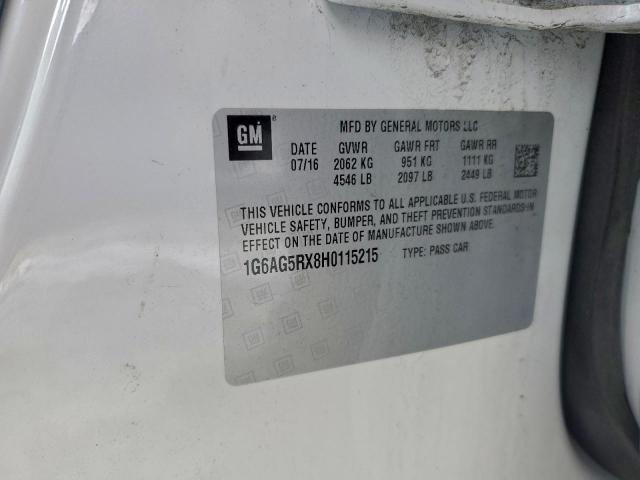 GM ®
MFD BY GENERAL MOTORS LLC
DATE GVWR GAWR FRT GAWR RR
07/16 2062 KG 951 KG 1111 KG
4546 LB 2097 LB 2449 LB
THIS VEHICLE CONFORMS TO ALL APPLICABLE U.S. FEDERAL MOTOR
VEHICLE SAFETY, BUMPER, AND THEFT PREVENTION STANDARDS IN
EFFECT ON THE DATE OF MANUFACTURE SHOWN ABOVE.
1G6AG5RX8H0115215 TYPE: PASS CAR